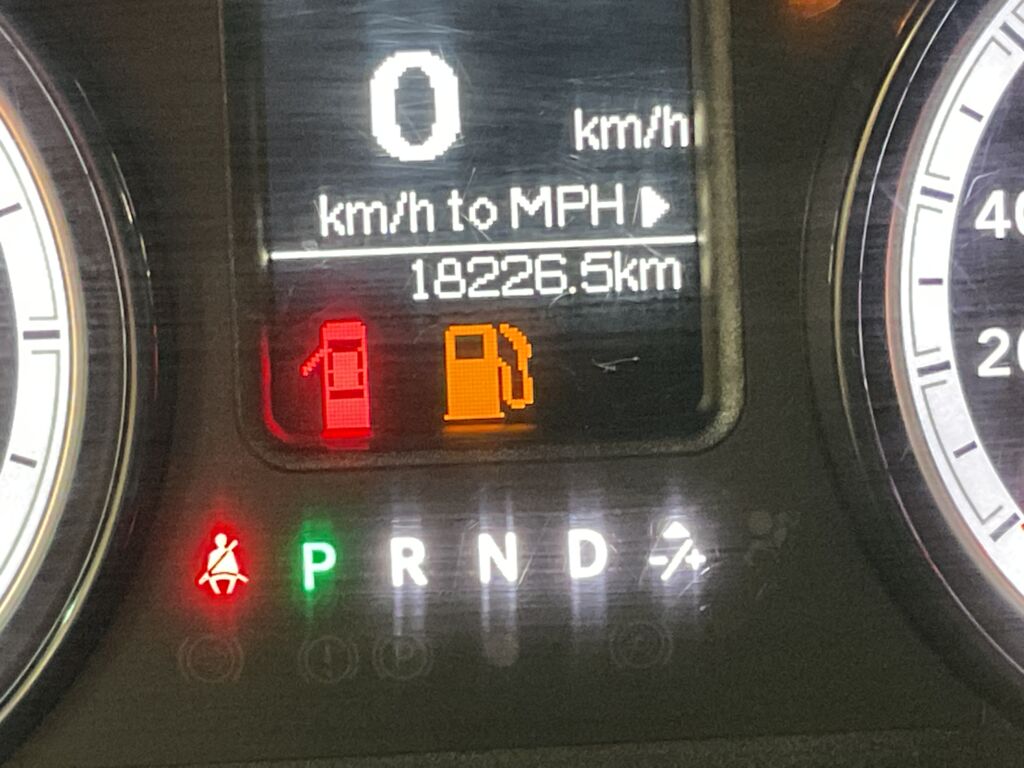 0 km/h
km/h to MPH
18226.5km
P R N D -/+